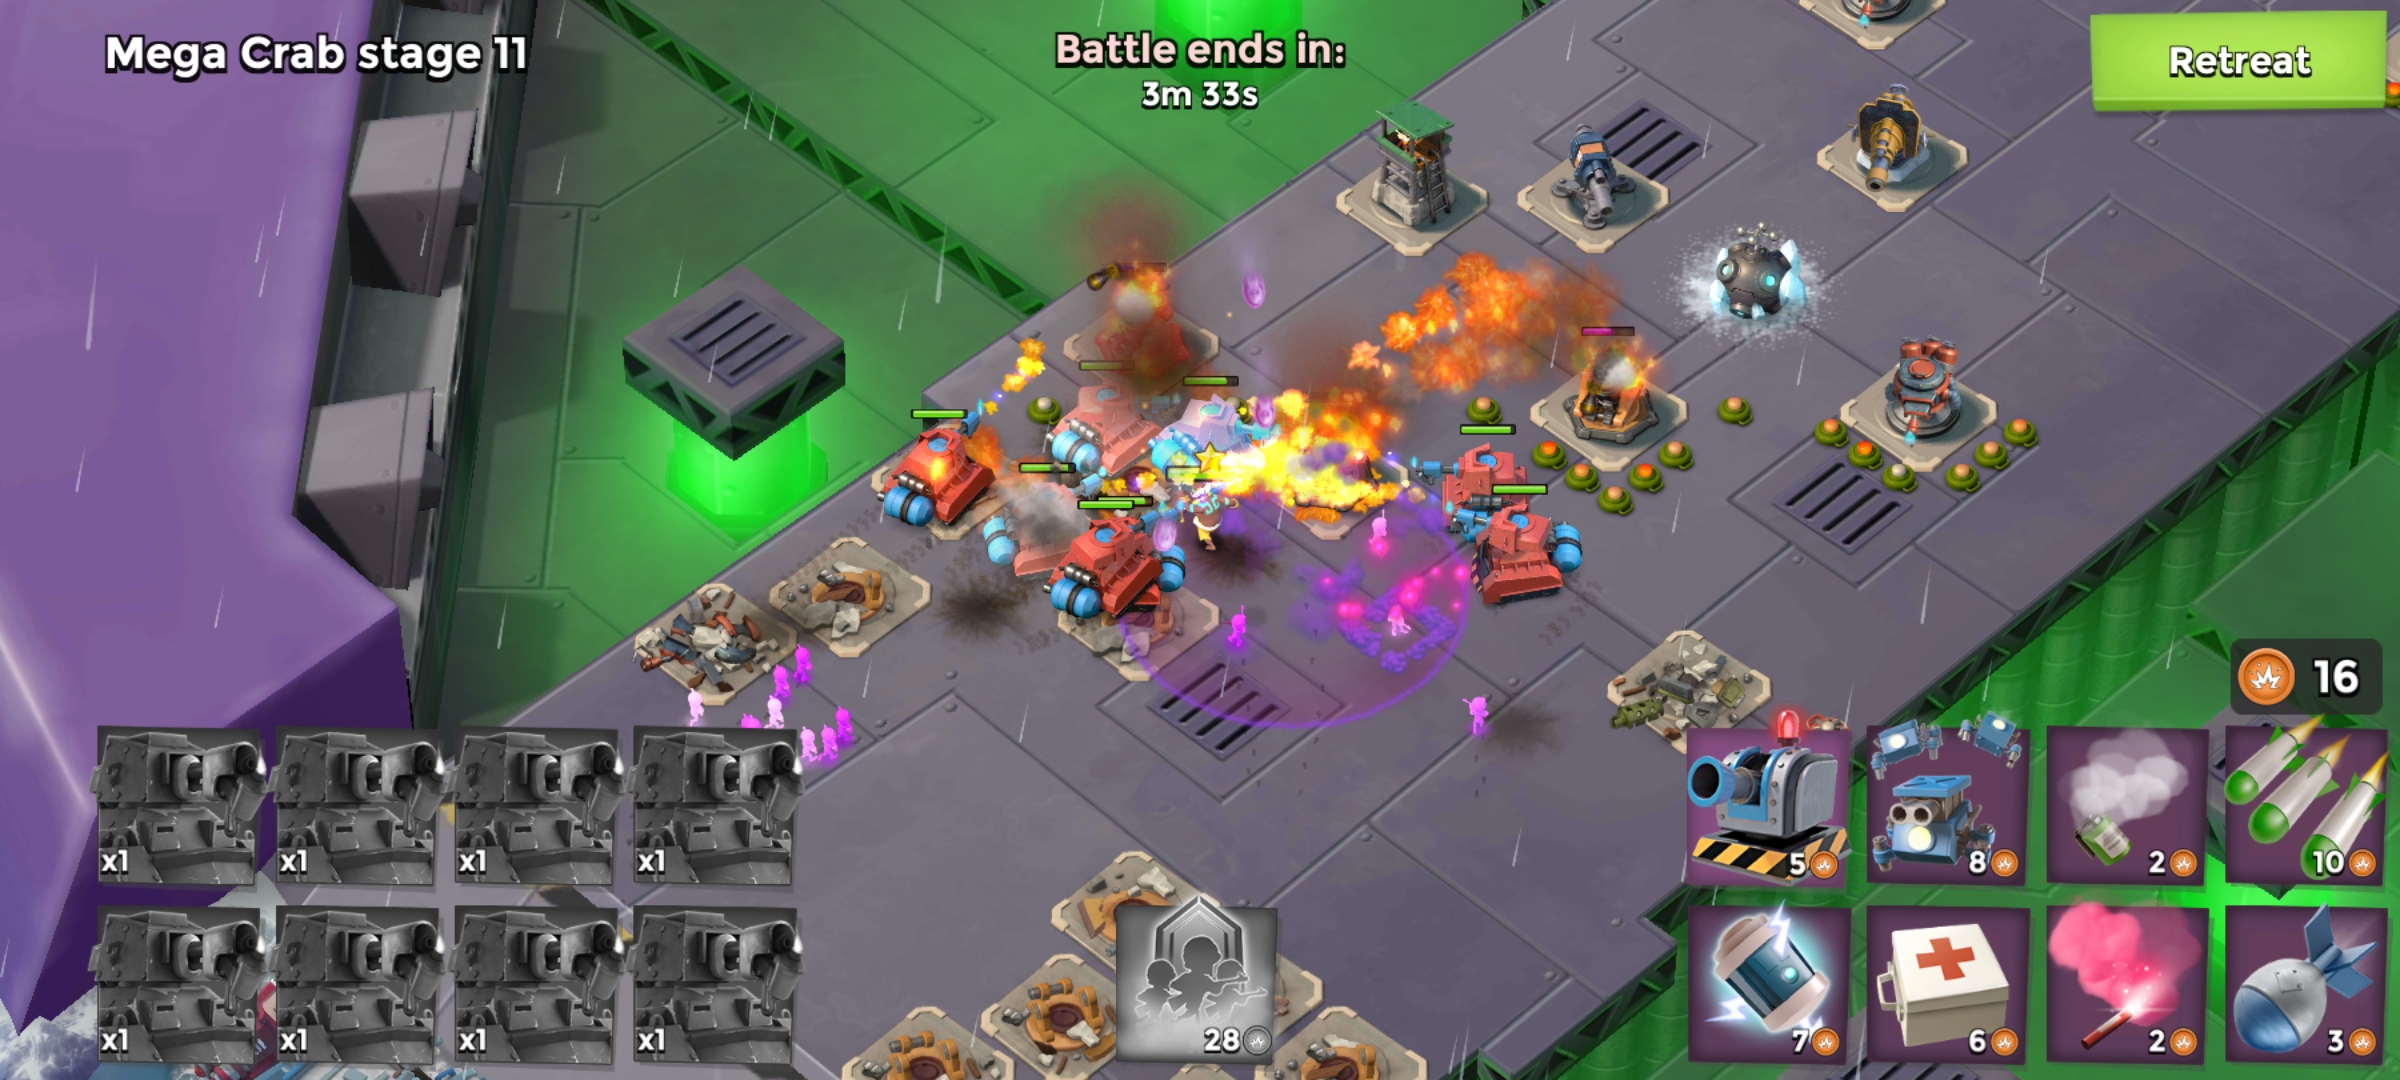 Mega Crab stage 11
Battle ends in:
3m 33s
Retreat
16
x1 x1 x1 x1
5 8 2 10
x1 x1 x1 x1
28
7 6 2 3